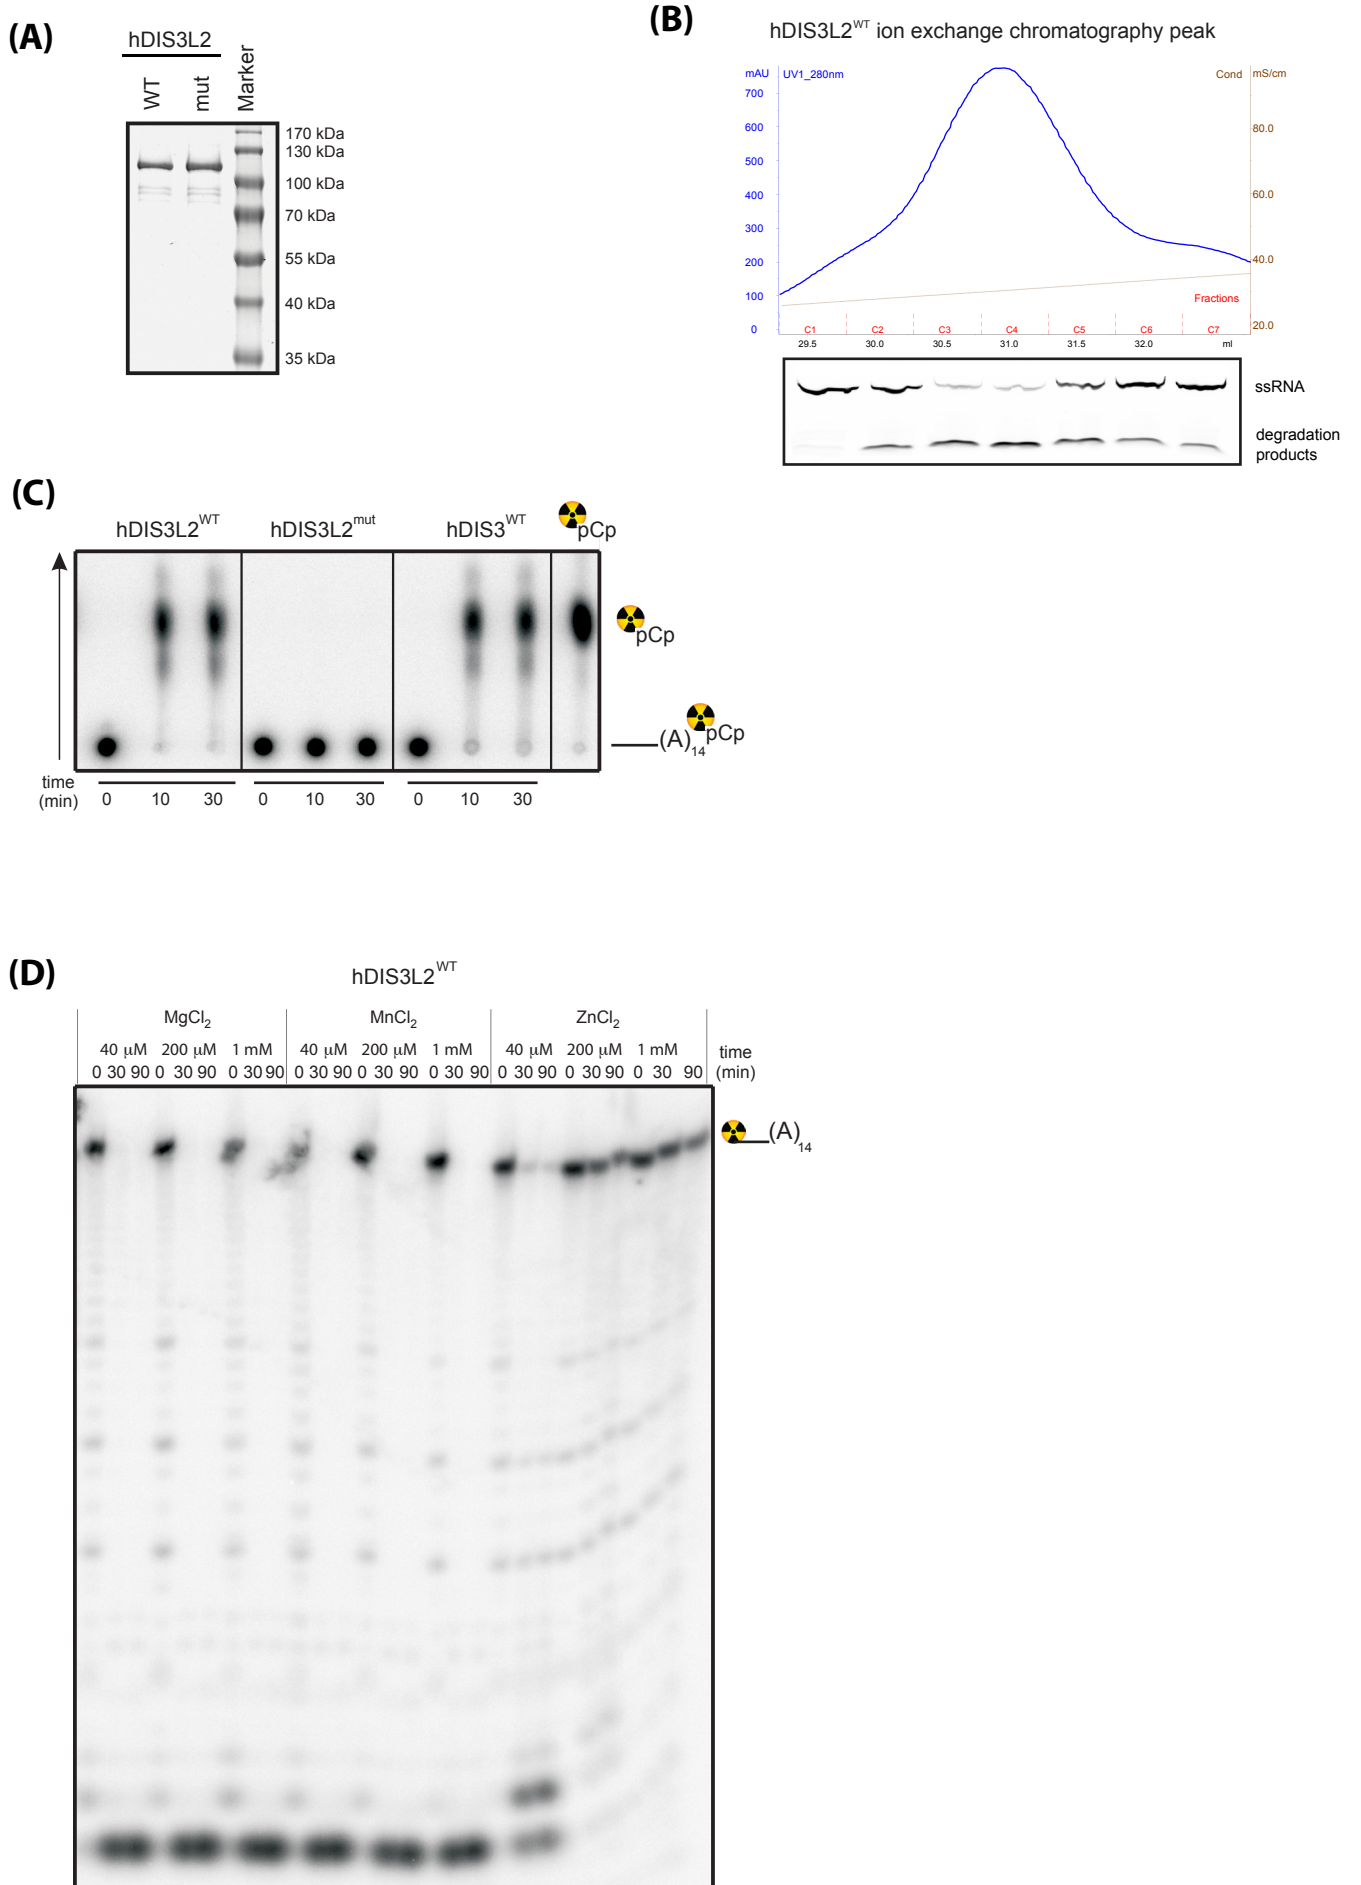 (A)
hDIS3L2
WT mut Marker
170 kDa
130 kDa
100 kDa
70 kDa
55 kDa
40 kDa
35 kDa
(B)
hDIS3L2WT ion exchange chromatography peak
mAU UV1_280nm Cond mS/cm
700
600
500
400
300
200
100
0
80.0
60.0
40.0
20.0
Fractions
C1 C2 C3 C4 C5 C6 C7
29.5 30.0 30.5 31.0 31.5 32.0 ml
ssRNA
degradation
products
(C)
hDIS3L2WT hDIS3L2mut hDIS3WT pCp
pCp
(A)14 pCp
time
(min) 0 10 30 0 10 30 0 10 30
(D)
hDIS3L2WT
MgCl2 MnCl2 ZnCl2
40 µM 200 µM 1 mM 40 µM 200 µM 1 mM 40 µM 200 µM 1 mM time
0 30 90 0 30 90 0 30 90 0 30 90 0 30 90 0 30 90 0 30 90 0 30 90 0 30 90 (min)
(A)14